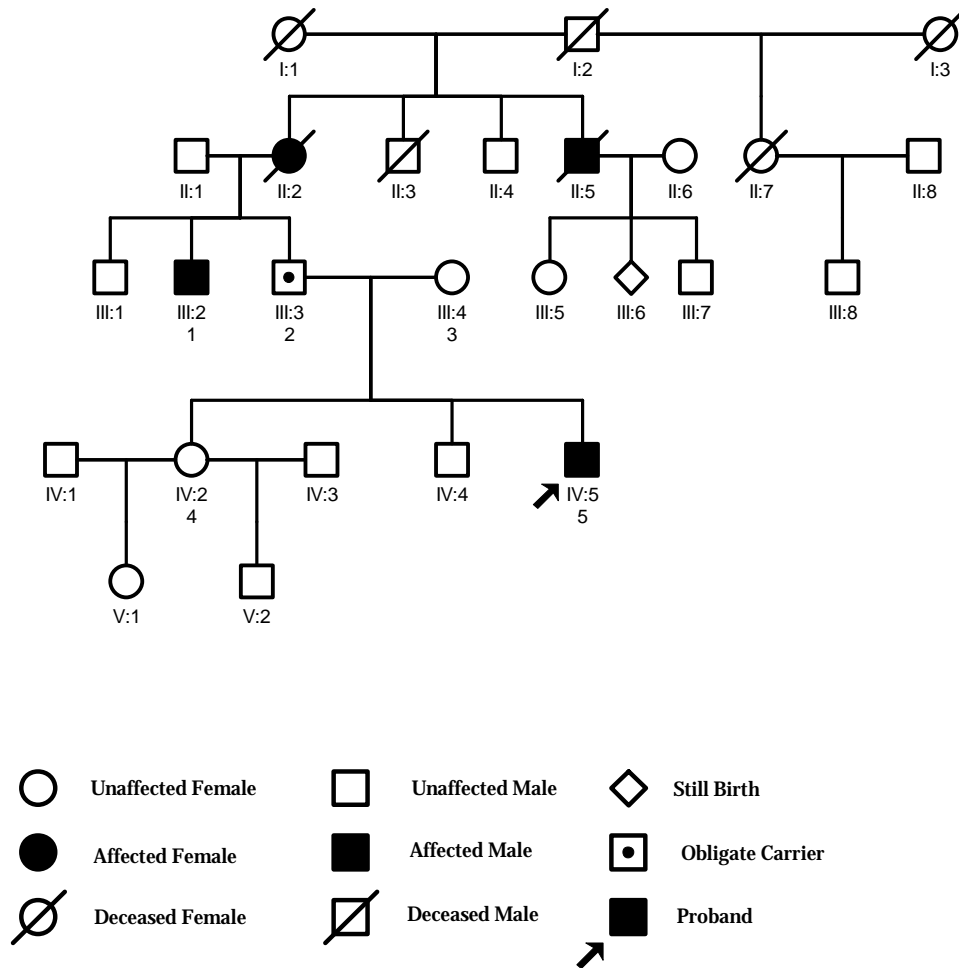 I:1 I:2 I:3
II:1 II:2 II:3 II:4 II:5 II:6 II:7 II:8
III:1 III:2 III:3 III:4 III:5 III:6 III:7 III:8
1 2 3
IV:1 IV:2 IV:3 IV:4 IV:5
4 5
V:1 V:2
Unaffected Female Unaffected Male Still Birth
Affected Female Affected Male Obligate Carrier
Deceased Female Deceased Male Proband